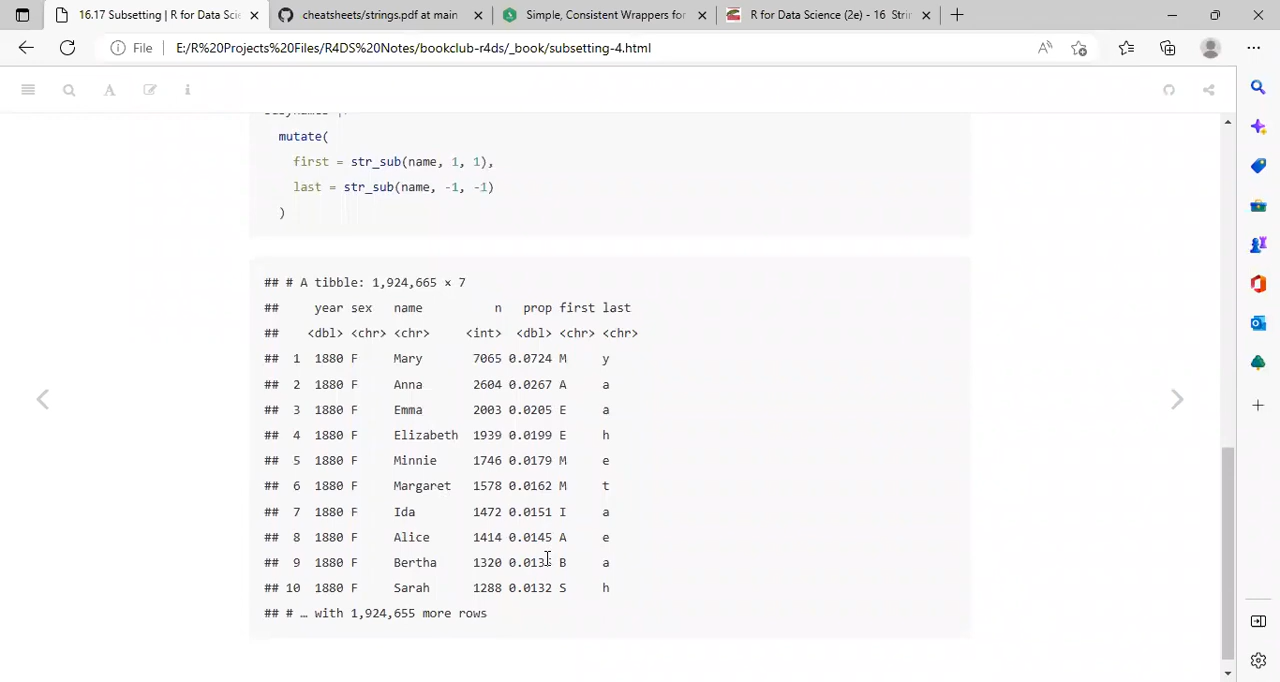 16.17 Subsetting | R for Data Scie
cheatsheets/strings.pdf at main
Simple, Consistent Wrappers for
R for Data Science (2e) - 16 Strin
File
E:/R%20Projects%20Files/R4DS%20Notes/bookclub-r4ds/_book/subsetting-4.html
mutate(
first = str_sub(name, 1, 1),
last = str_sub(name, -1, -1)
)
## # A tibble: 1,924,665 × 7
##     year sex   name          n   prop first last
##    <dbl> <chr> <chr>     <int>  <dbl> <chr> <chr>
##  1  1880 F     Mary       7065 0.0724 M     y
##  2  1880 F     Anna       2604 0.0267 A     a
##  3  1880 F     Emma       2003 0.0205 E     a
##  4  1880 F     Elizabeth  1939 0.0199 E     h
##  5  1880 F     Minnie     1746 0.0179 M     e
##  6  1880 F     Margaret   1578 0.0162 M     t
##  7  1880 F     Ida        1472 0.0151 I     a
##  8  1880 F     Alice      1414 0.0145 A     e
##  9  1880 F     Bertha     1320 B     a
## 10  1880 F     Sarah      1288 0.0132 S     h
## # … with 1,924,655 more rows